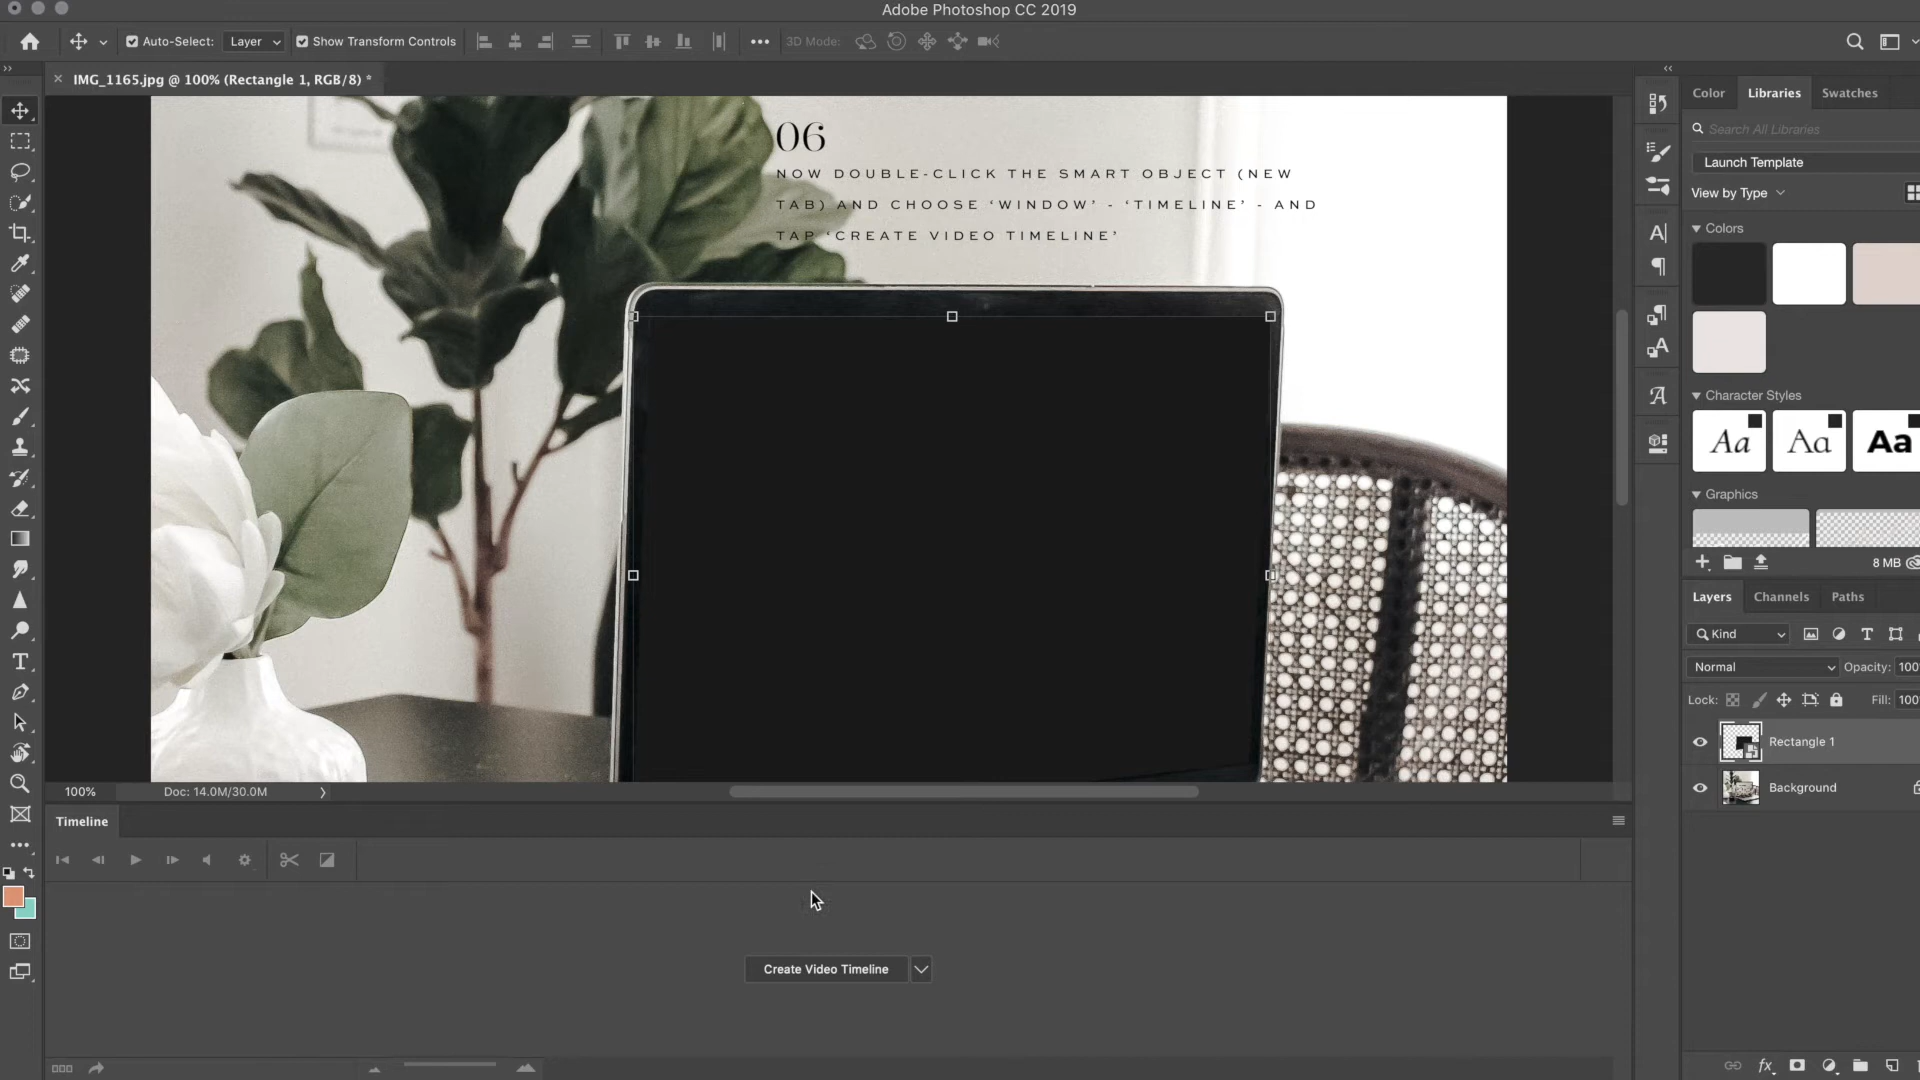 Adobe Photoshop CC 2019
Auto-Select: Layer Show Transform Controls 3D Mode:
IMG_1165.jpg @ 100% (Rectangle 1, RGB/8) *
06
NOW DOUBLE-CLICK THE SMART OBJECT (NEW
TAB) AND CHOOSE ‘WINDOW’ - ‘TIMELINE’ - AND
TAP ‘CREATE VIDEO TIMELINE’
100% Doc: 14.0M/30.0M
Timeline
Create Video Timeline
Color Libraries Swatches
Search All Libraries
Launch Template
View by Type
Colors
Character Styles
Aa Aa Aa
Graphics
8 MB
Layers Channels Paths
Kind
Normal Opacity: 100
Lock: Fill: 100
Rectangle 1
Background